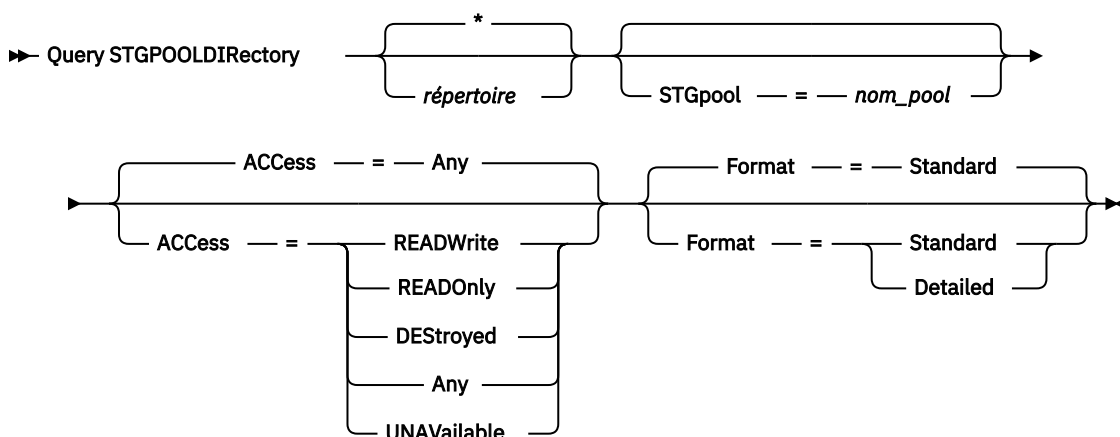 *
Query STGPOOLDIRectory
répertoire STGpool = nom_pool
ACCess = Any Format = Standard
ACCess = READWrite Format = Standard
READOnly Detailed
DEStroyed
Any
UNAVailable